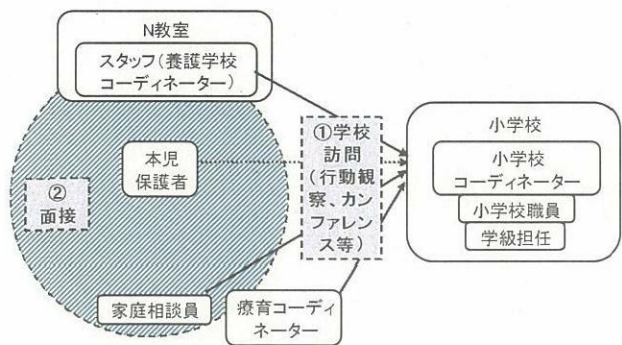 N教室
スタッフ(養護学校
コーディネーター)
本児
保護者
②
面接
家庭相談員
療育コーディ
ネーター
①学校
訪問
(行動観
察、カン
ファレン
ス等)
小学校
小学校
コーディネーター
小学校職員
学級担任